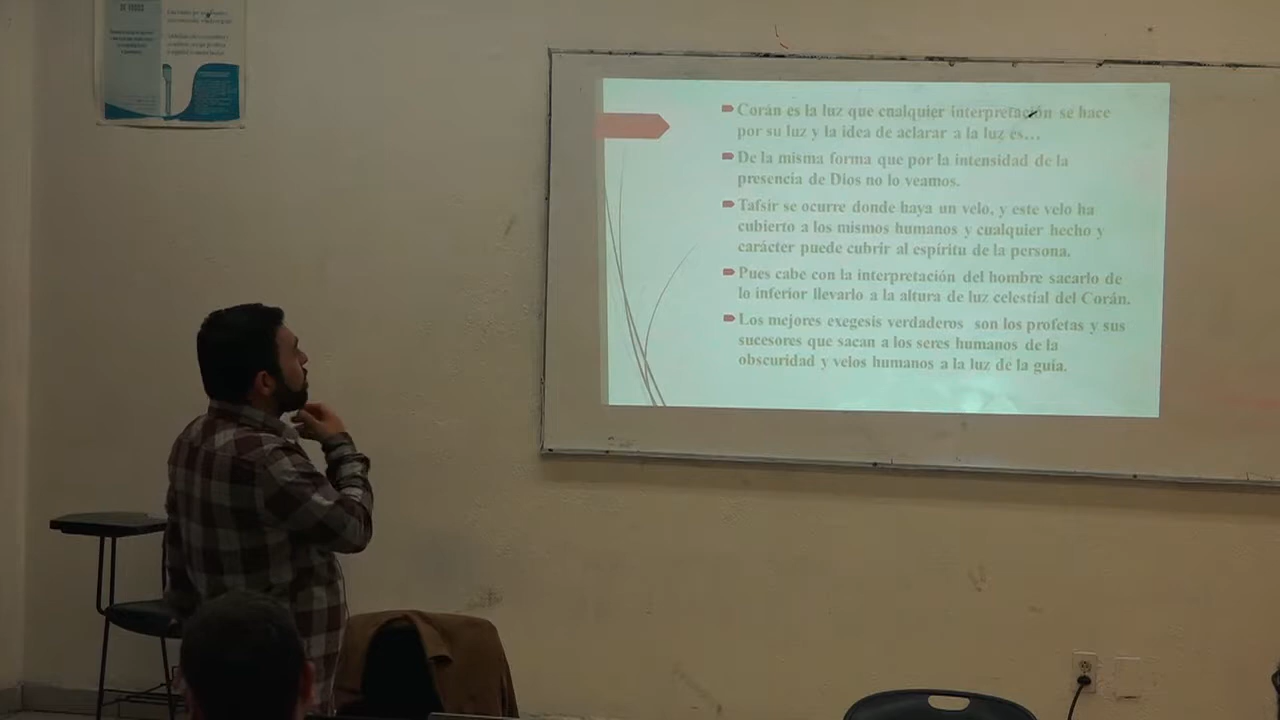 DE VOSOS
Corán es la luz que cualquier interpretación se hace
por su luz y la idea de aclarar a la luz es…
De la misma forma que por la intensidad de la
presencia de Dios no lo veamos.
Tafsir se ocurre donde haya un velo, y este velo ha
cubierto a los mismos humanos y cualquier hecho y
carácter puede cubrir al espíritu de la persona.
Pues cabe con la interpretación del hombre sacarlo de
lo inferior llevarlo a la altura de luz celestial del Corán.
Los mejores exegesis verdaderos son los profetas y sus
sucesores que sacan a los seres humanos de la
obscuridad y velos humanos a la luz de la guía.